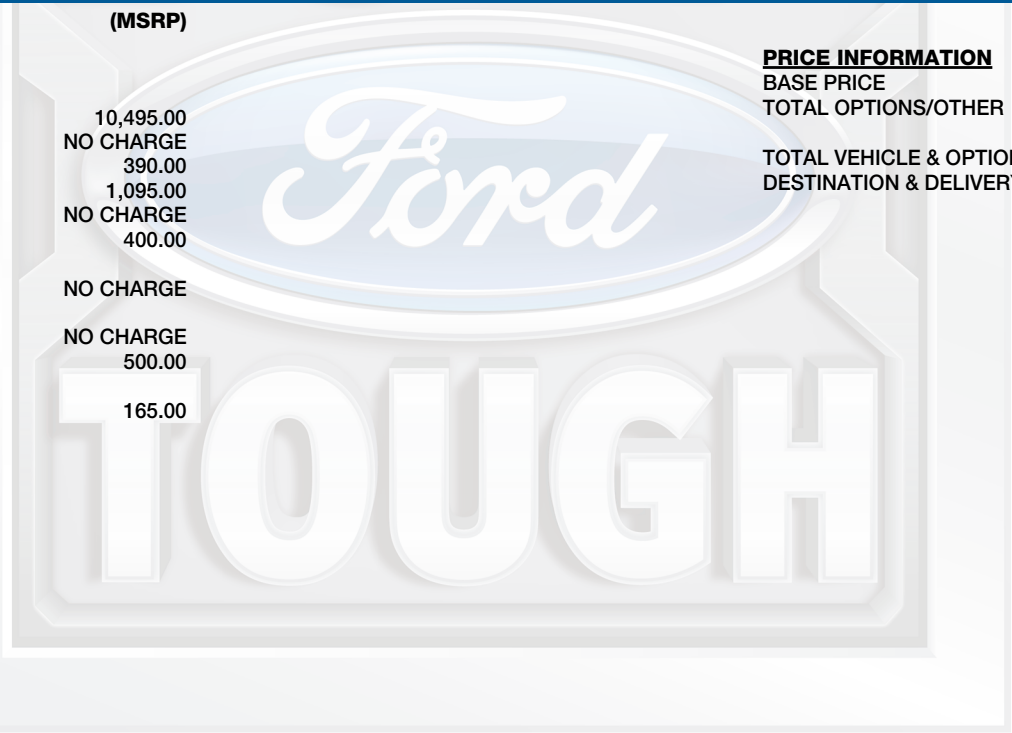 (MSRP)
10,495.00
NO CHARGE
390.00
1,095.00
NO CHARGE
400.00
NO CHARGE
NO CHARGE
500.00
165.00
PRICE INFORMATION
BASE PRICE
TOTAL OPTIONS/OTHER
TOTAL VEHICLE & OPTION
DESTINATION & DELIVERY
Ford
TOUGH